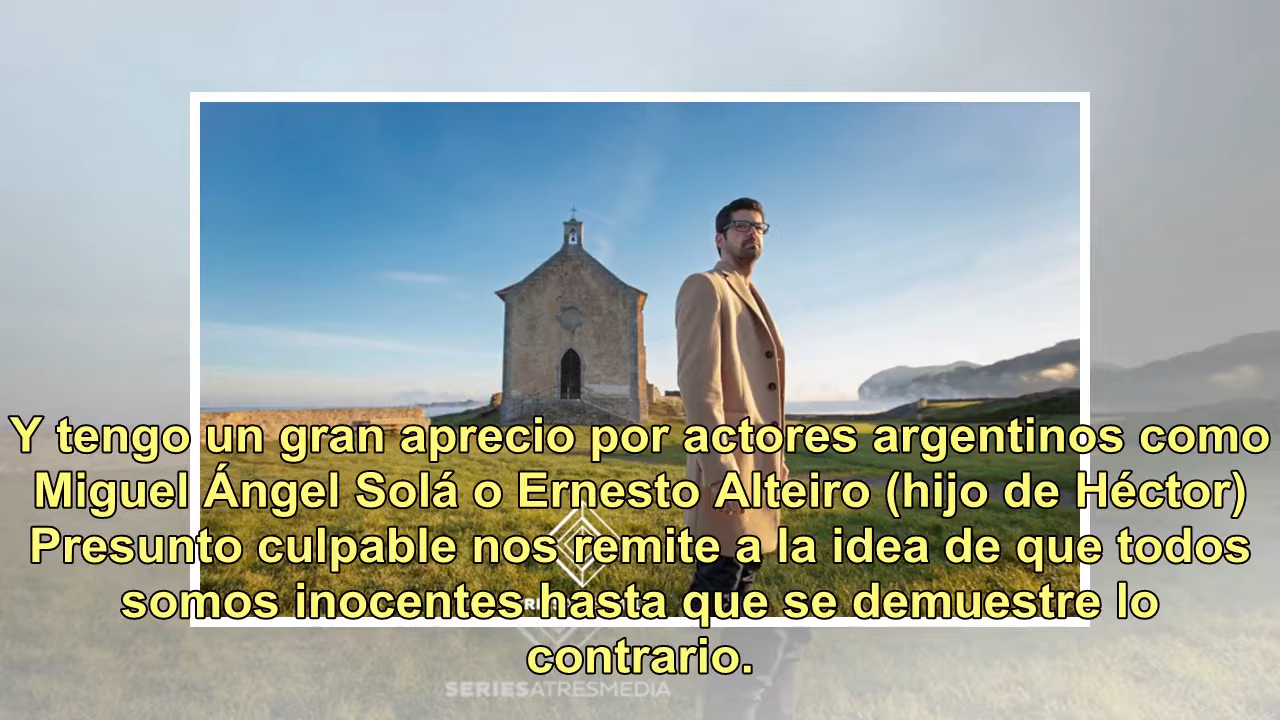 Y tengo un gran aprecio por actores argentinos como
Miguel Ángel Solá o Ernesto Alteiro (hijo de Héctor)
Presunto culpable nos remite a la idea de que todos
somos inocentes hasta que se demuestre lo
contrario.
SERIESATRESMEDIA